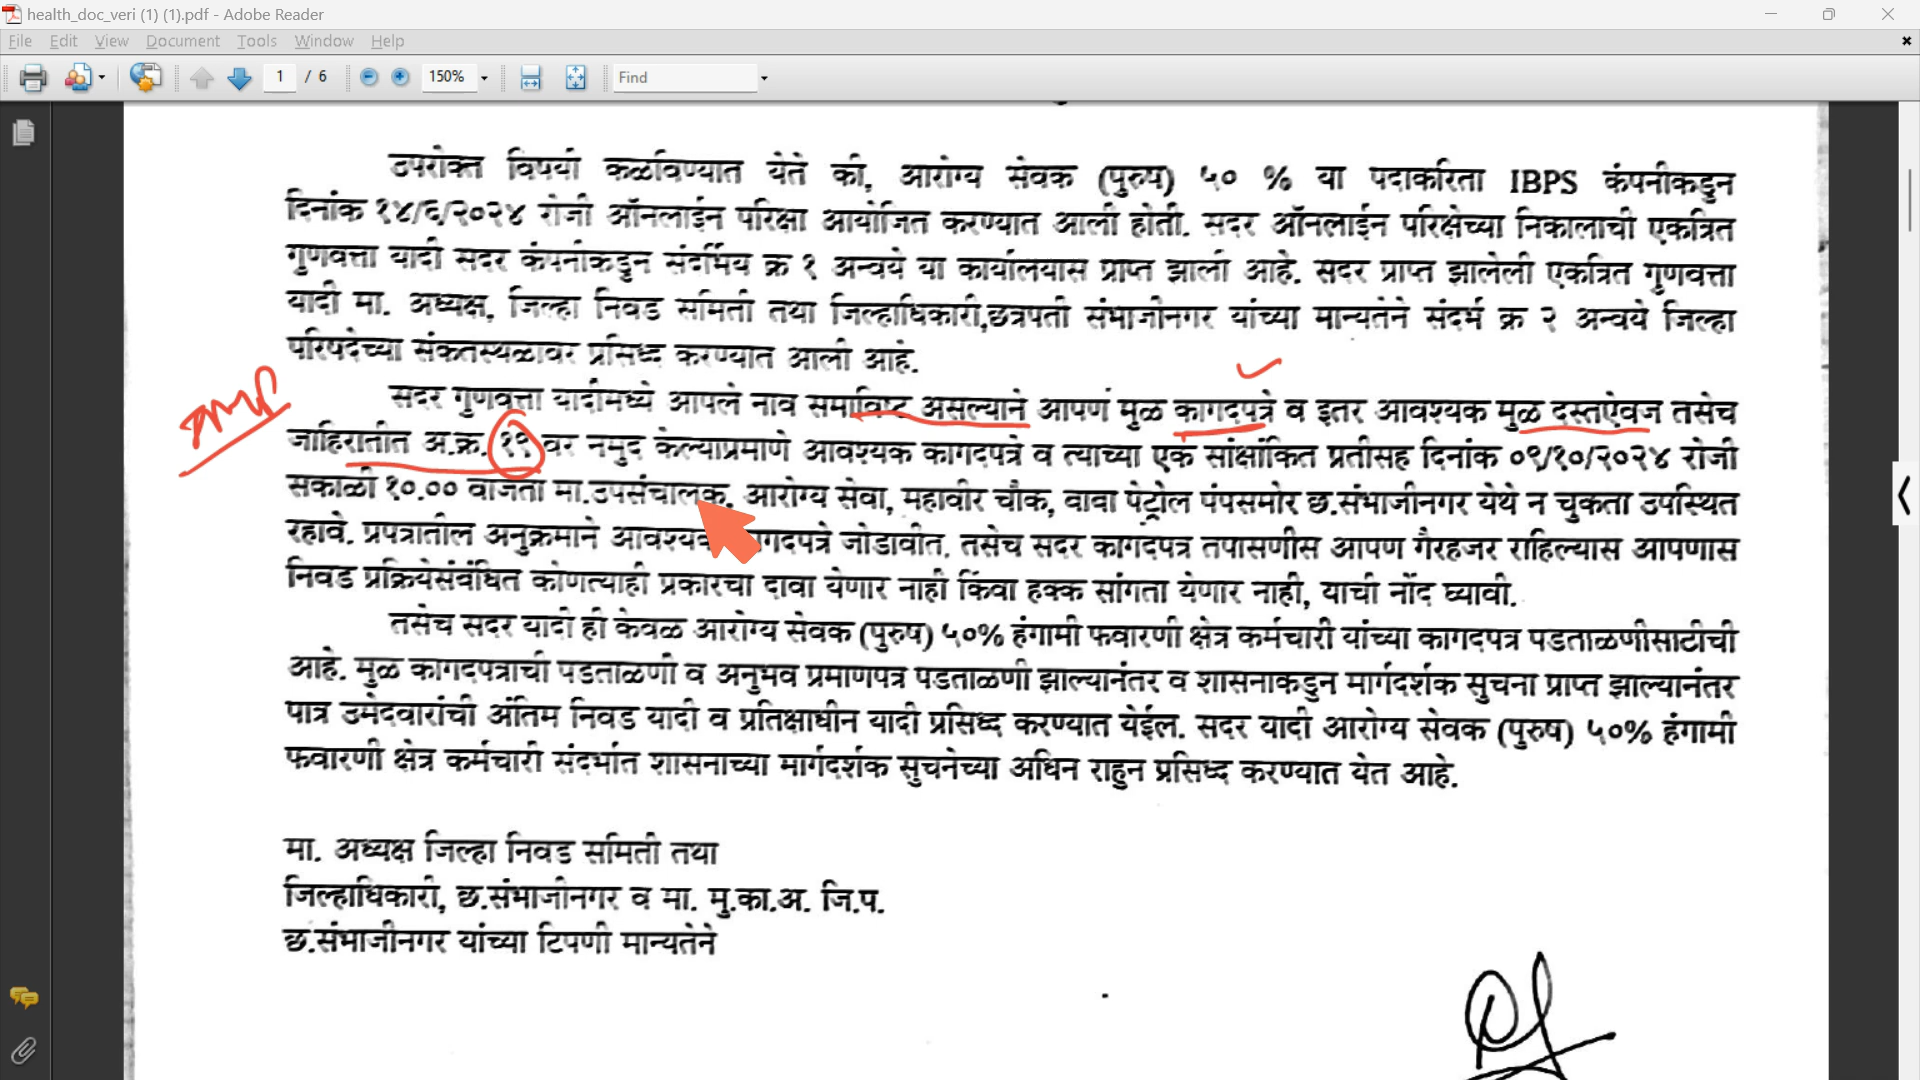 health_doc_veri (1) (1).pdf - Adobe Reader
File Edit View Document Tools Window Help
1 / 6 150% Find
उपरोक्त विषयी कळविण्यात येते की, आरोग्य सेवक (पुरुष) ५० % या पदाकरिता IBPS कंपनीकडुन
दिनांक १४/६/२०२४ रोजी ऑनलाईन परिक्षा आयोजित करण्यात आली होती. सदर ऑनलाईन परिक्षेच्या निकालाची एकत्रित
गुणवत्ता यादी सदर कंपनीकडुन संदर्भिय क्र १ अन्वये या कार्यालयास प्राप्त झाली आहे. सदर प्राप्त झालेली एकत्रित गुणवत्ता
यादी मा. अध्यक्ष, जिल्हा निवड समिती तथा जिल्हाधिकारी,छत्रपती संभाजीनगर यांच्या मान्यतेने संदर्भ क्र २ अन्वये जिल्हा
परिषदेच्या संकतस्थळावर प्रसिध्द करण्यात आली आहे.
सदर गुणवत्ता यादीमध्ये आपले नाव समाविष्ट असल्याने आपण मुळ कागदपत्रे व इतर आवश्यक मुळ दस्तऐवज तसेच
जाहिरातीत अ.क्र. १९ वर नमुद केल्याप्रमाणे आवश्यक कागदपत्रे व त्याच्या एक सांक्षांकित प्रतीसह दिनांक ०९/१०/२०२४ रोजी
सकाळी १०.०० वाजता मा.उपसंचालक, आरोग्य सेवा, महावीर चौक, बाबा पेट्रोल पंपसमोर छ.संभाजीनगर येथे न चुकता उपस्थित
रहावे. प्रपत्रातील अनुक्रमाने आवश्यक कागदपत्रे जोडावीत. तसेच सदर कागदपत्र तपासणीस आपण गैरहजर राहिल्यास आपणास
निवड प्रक्रियेसंबंधित कोणत्याही प्रकारचा दावा येणार नाही किंवा हक्क सांगता येणार नाही, याची नोंद घ्यावी.
तसेच सदर यादी ही केवळ आरोग्य सेवक (पुरुष) ५०% हंगामी फवारणी क्षेत्र कर्मचारी यांच्या कागदपत्र पडताळणीसाटीची
आहे. मुळ कागदपत्राची पडताळणी व अनुभव प्रमाणपत्र पडताळणी झाल्यानंतर व शासनाकडुन मार्गदर्शक सुचना प्राप्त झाल्यानंतर
पात्र उमेदवारांची अंतिम निवड यादी व प्रतिक्षाधीन यादी प्रसिध्द करण्यात येईल. सदर यादी आरोग्य सेवक (पुरुष) ५०% हंगामी
फवारणी क्षेत्र कर्मचारी संदर्भात शासनाच्या मार्गदर्शक सुचनेच्या अधिन राहुन प्रसिध्द करण्यात येत आहे.
मा. अध्यक्ष जिल्हा निवड समिती तथा
जिल्हाधिकारी, छ.संभाजीनगर व मा. मु.का.अ. जि.प.
छ.संभाजीनगर यांच्या टिपणी मान्यतेने